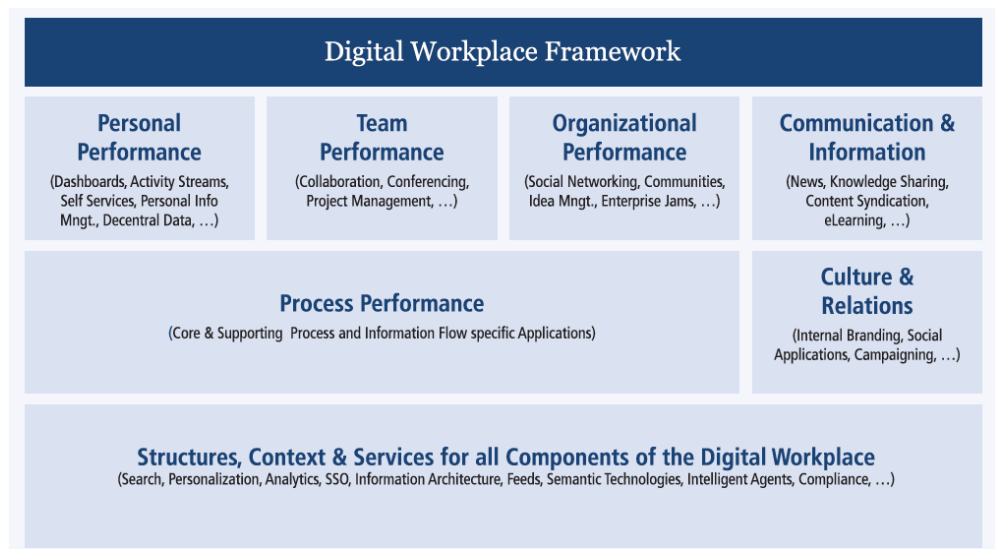 Digital Workplace Framework
Personal
Performance
(Dashboards, Activity Streams,
Self Services, Personal Info
Mngt., Decentral Data, …)
Team
Performance
(Collaboration, Conferencing,
Project Management, …)
Organizational
Performance
(Social Networking, Communities,
Idea Mngt., Enterprise Jams, …)
Communication &
Information
(News, Knowledge Sharing,
Content Syndication,
eLearning, …)
Process Performance
(Core & Supporting  Process and Information Flow specific Applications)
Culture &
Relations
(Internal Branding, Social
Applications, Campaigning, …)
Structures, Context & Services for all Components of the Digital Workplace
(Search, Personalization, Analytics, SSO, Information Architecture, Feeds, Semantic Technologies, Intelligent Agents, Compliance, …)